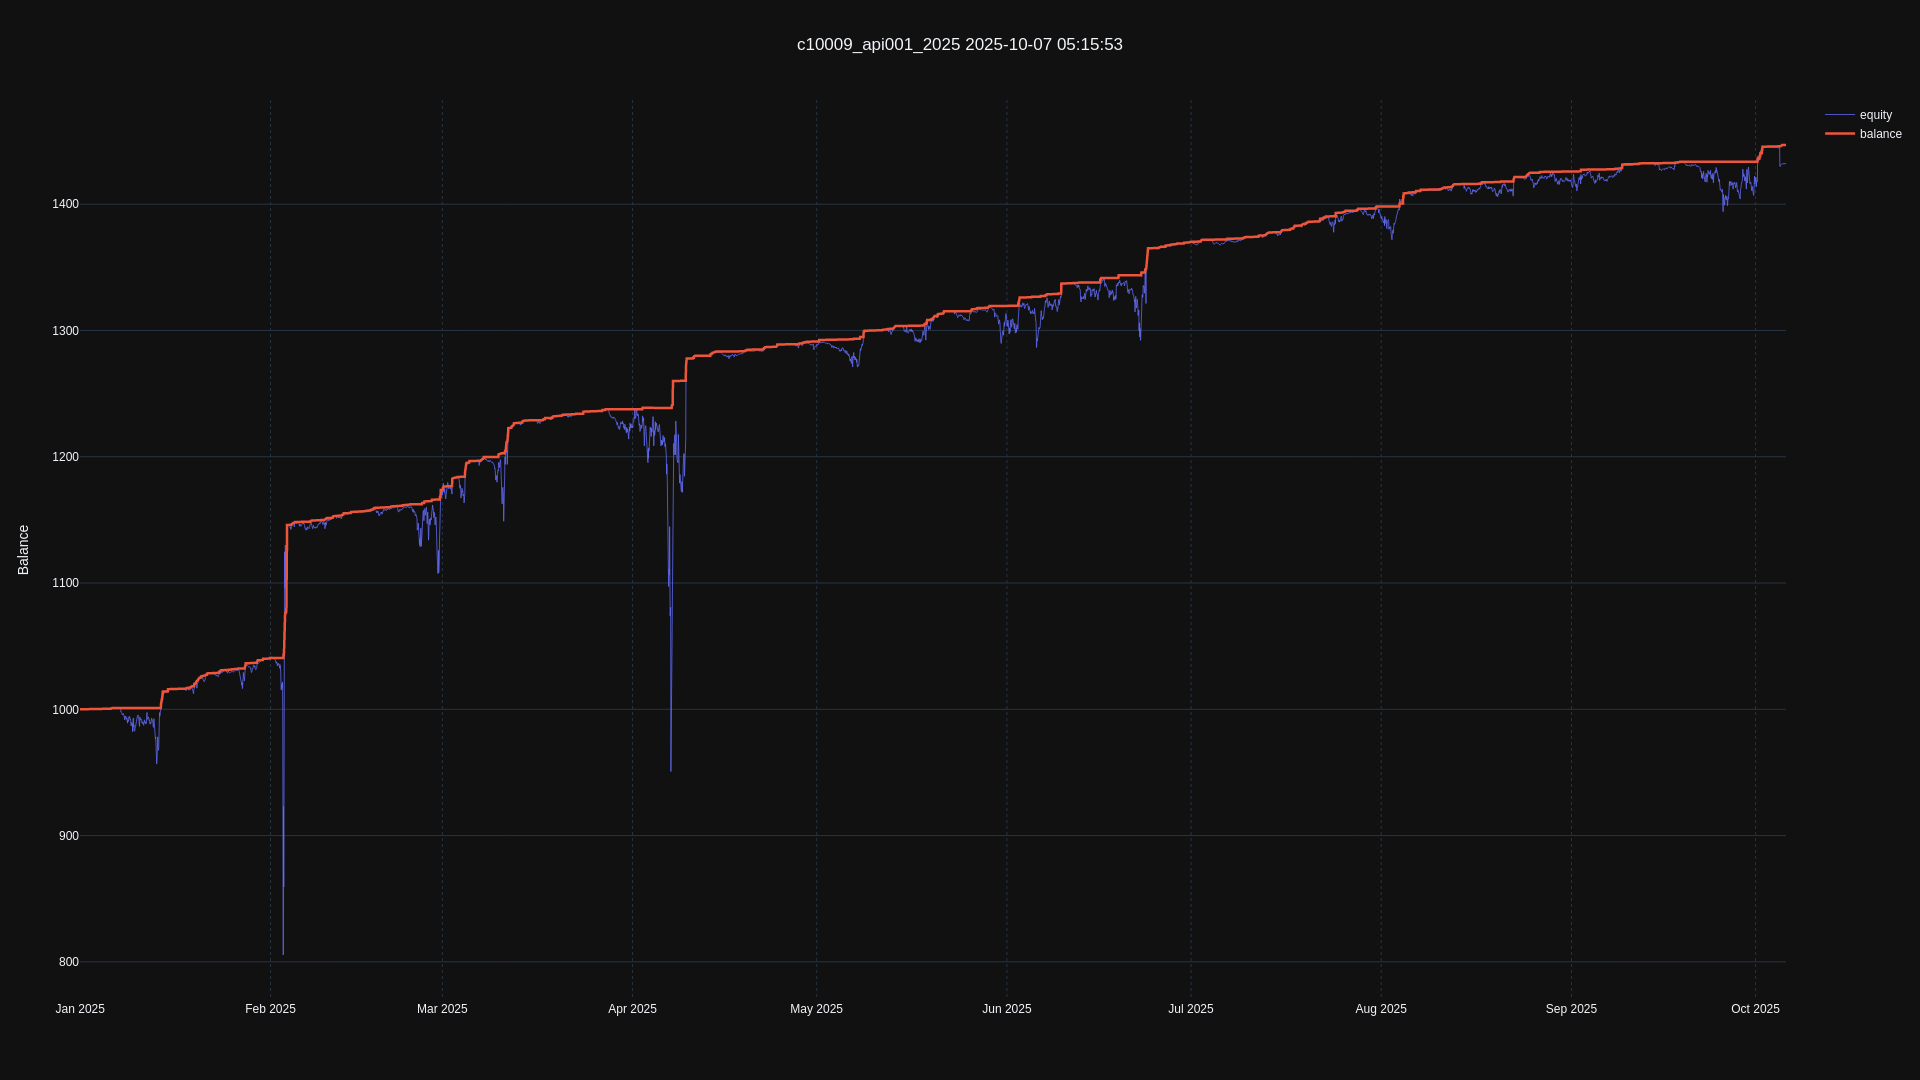 c10009_api001_2025 2025-10-07 05:15:53
equity
balance
Balance
1400
1300
1200
1100
1000
900
800
Jan 2025
Feb 2025
Mar 2025
Apr 2025
May 2025
Jun 2025
Jul 2025
Aug 2025
Sep 2025
Oct 2025